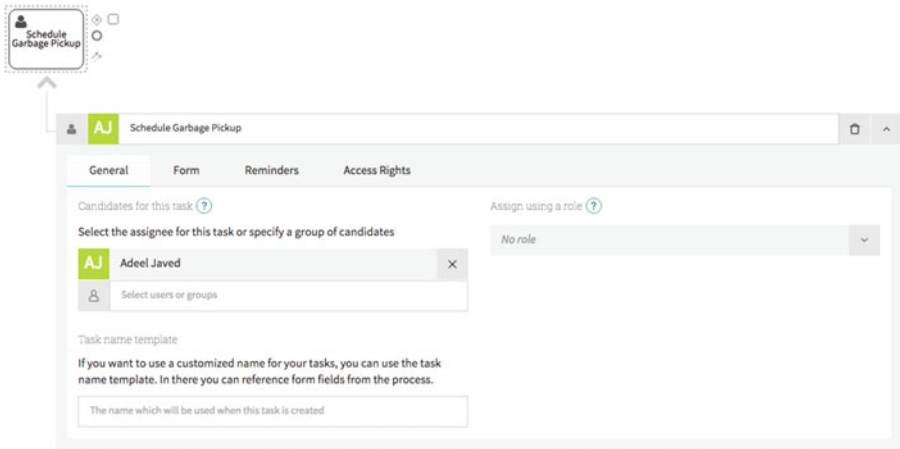 Schedule
Garbage Pickup
AJ
Schedule Garbage Pickup
General Form Reminders Access Rights
Candidates for this task ?
Assign using a role ?
Select the assignee for this task or specify a group of candidates
No role
AJ Adeel Javed
Select users or groups
Task name template
If you want to use a customized name for your tasks, you can use the task
name template. In there you can reference form fields from the process.
The name which will be used when this task is created